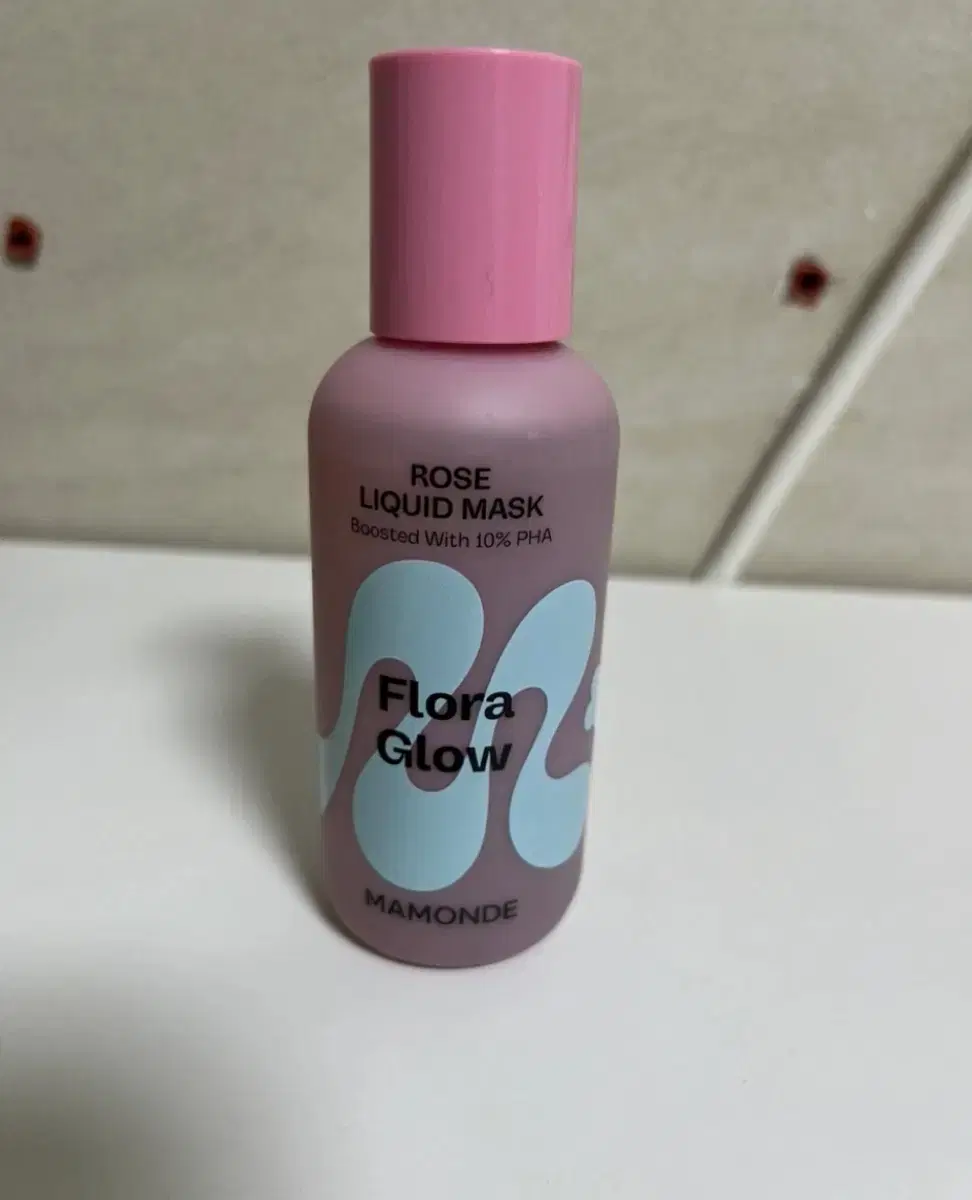 ROSE
LIQUID MASK
Boosted With 10% PHA
Flora
Glow
MAMONDE